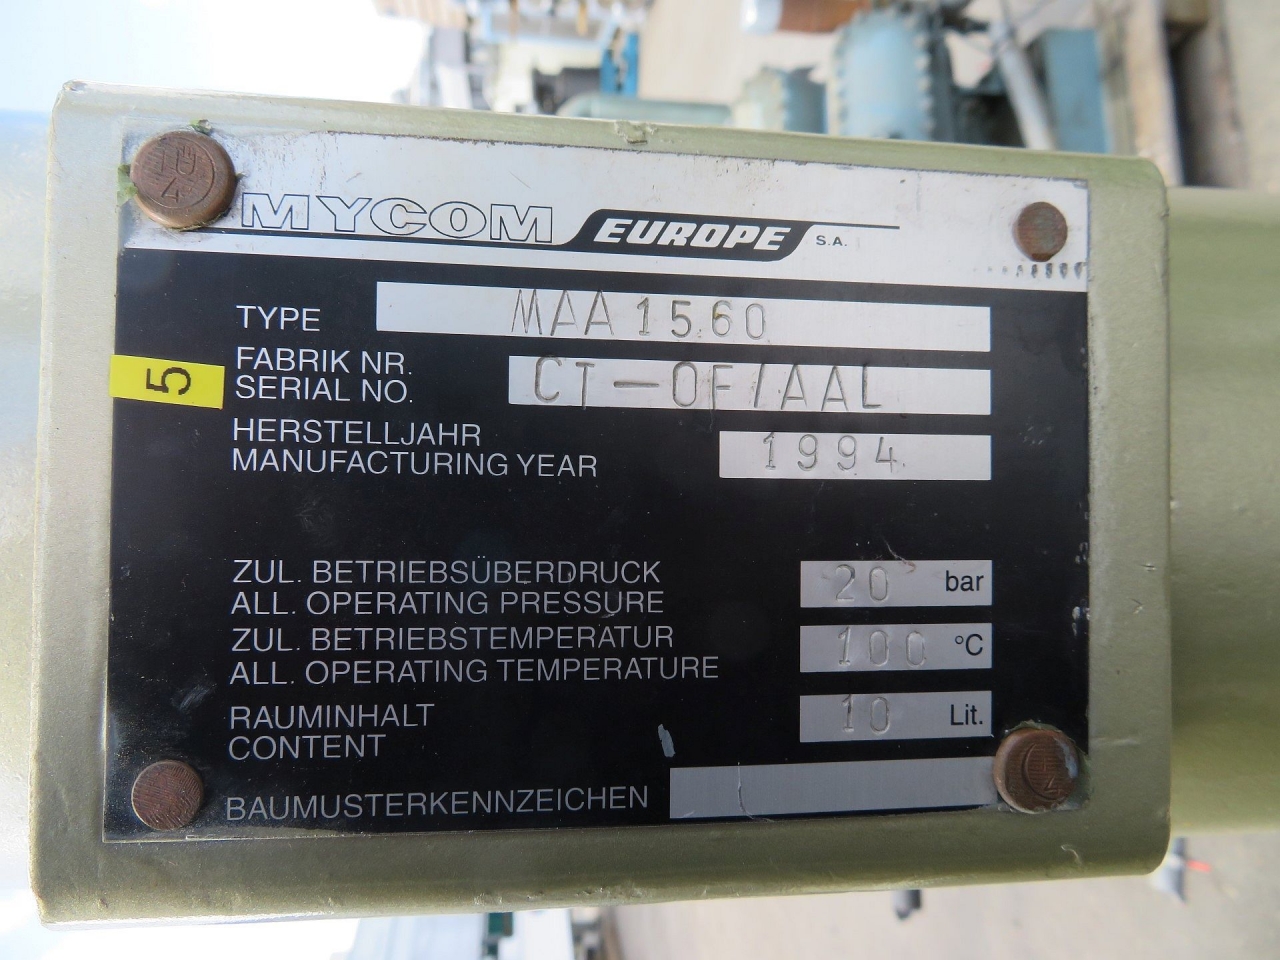 MYCOM EUROPE S.A.
TYPE MAA 15.60
FABRIK NR.
SERIAL NO. CT-OF/AAL
HERSTELLJAHR
MANUFACTURING YEAR 1994
5
ZUL. BETRIEBSÜBERDRUCK
ALL. OPERATING PRESSURE 20 bar
ZUL. BETRIEBSTEMPERATUR
ALL. OPERATING TEMPERATURE 100 °C
RAUMINHALT
CONTENT 10 Lit.
BAUMUSTERKENNZEICHEN